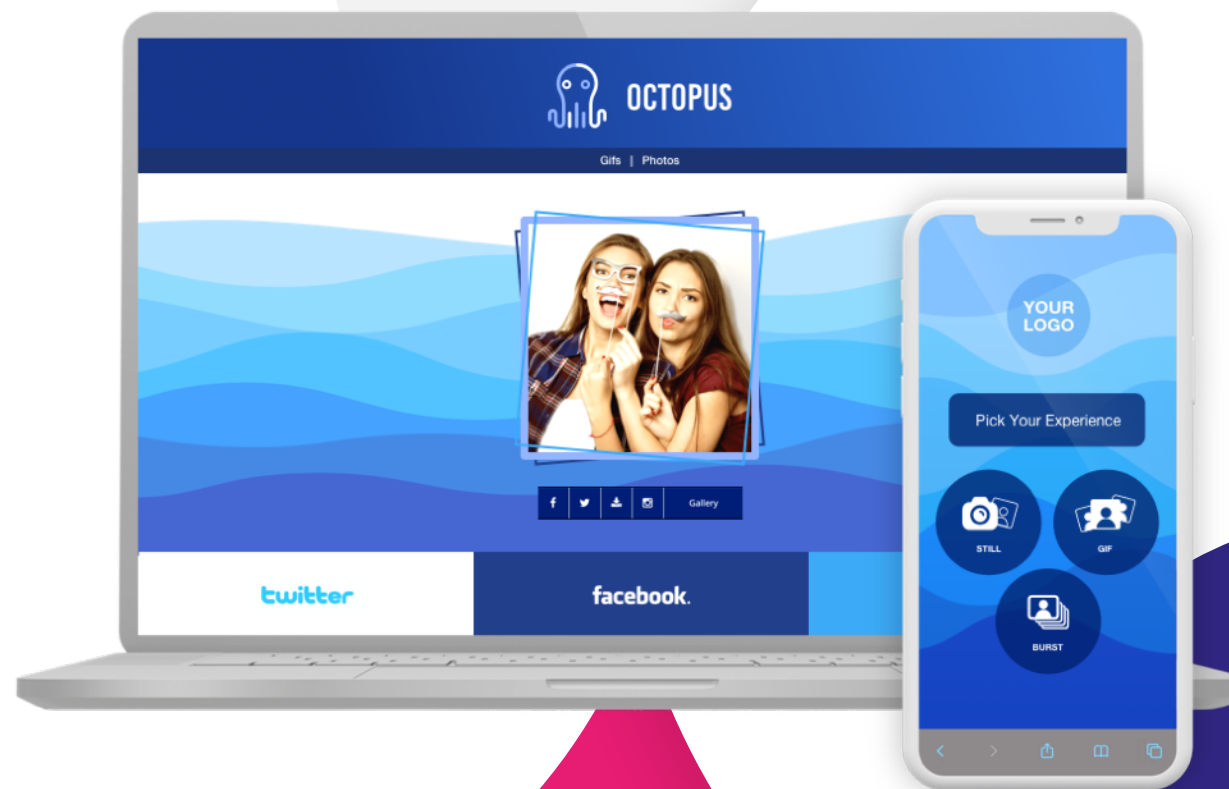 OCTOPUS
Gifs | Photos
Gallery
twitter
facebook.
YOUR
LOGO
Pick Your Experience
STILL
GIF
BURST